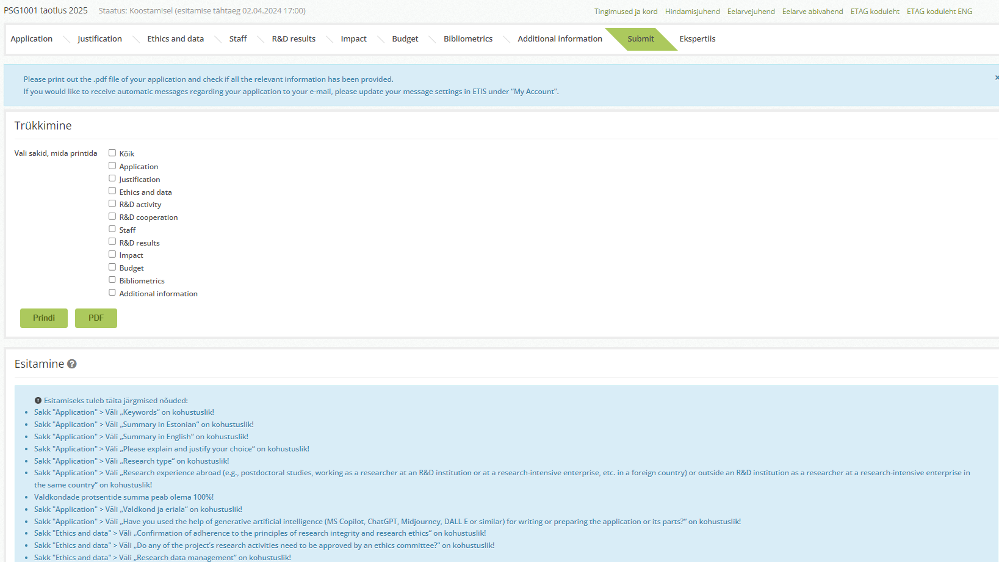 PSG1001 taotlus 2025 Staatus: Koostamisel (esitamise tähtaeg 02.04.2024 17:00) Tingimused ja kord Hindamisjuhend Eelarvejuhend Eelarve abivahend ETAG koduleht ETAG koduleht ENG
Application Justification Ethics and data Staff R&D results Impact Budget Bibliometrics Additional information Submit Ekspertiis
Please print out the .pdf file of your application and check if all the relevant information has been provided.
If you would like to receive automatic messages regarding your application to your e-mail, please update your message settings in ETIS under “My Account”.
Trükkimine
Vali sakid, mida printida Kõik
Application
Justification
Ethics and data
R&D activity
R&D cooperation
Staff
R&D results
Impact
Budget
Bibliometrics
Additional information
Prindi PDF
Esitamine
Esitamiseks tuleb täita järgmised nõuded:
• Sakk "Application" > Väli „Keywords“ on kohustuslik!
• Sakk "Application" > Väli „Summary in Estonian“ on kohustuslik!
• Sakk "Application" > Väli „Summary in English“ on kohustuslik!
• Sakk "Application" > Väli „Please explain and justify your choice“ on kohustuslik!
• Sakk "Application" > Väli „Research type“ on kohustuslik!
• Sakk "Application" > Väli „Research experience abroad (e.g., postdoctoral studies, working as a researcher at an R&D institution or at a research-intensive enterprise, etc. in a foreign country) or outside an R&D institution as a researcher at a research-intensive enterprise in
the same country“ on kohustuslik!
• Valdkondade protsentide summa peab olema 100%!
• Sakk "Application" > Väli „Valdkond ja eriala“ on kohustuslik!
• Sakk "Application" > Väli „Have you used the help of generative artificial intelligence (MS Copilot, ChatGPT, Midjourney, DALL E or similar) for writing or preparing the application or its parts?“ on kohustuslik!
• Sakk "Ethics and data" > Väli „Confirmation of adherence to the principles of research integrity and research ethics“ on kohustuslik!
• Sakk "Ethics and data" > Väli „Do any of the project’s research activities need to be approved by an ethics committee?“ on kohustuslik!
• Sakk "Ethics and data" > Väli „Research data management“ on kohustuslik!